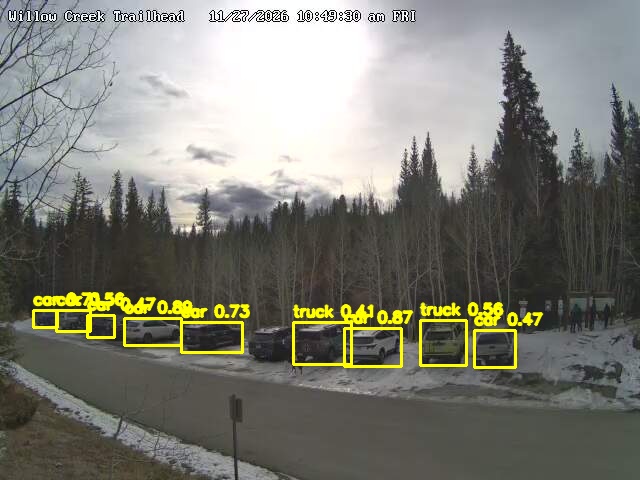 Willow Creek Trailhead 11/27/2026 10:49:30 am FRI
car 0.89
car 0.73
truck 0.41
car 0.87
truck 0.56
car 0.47